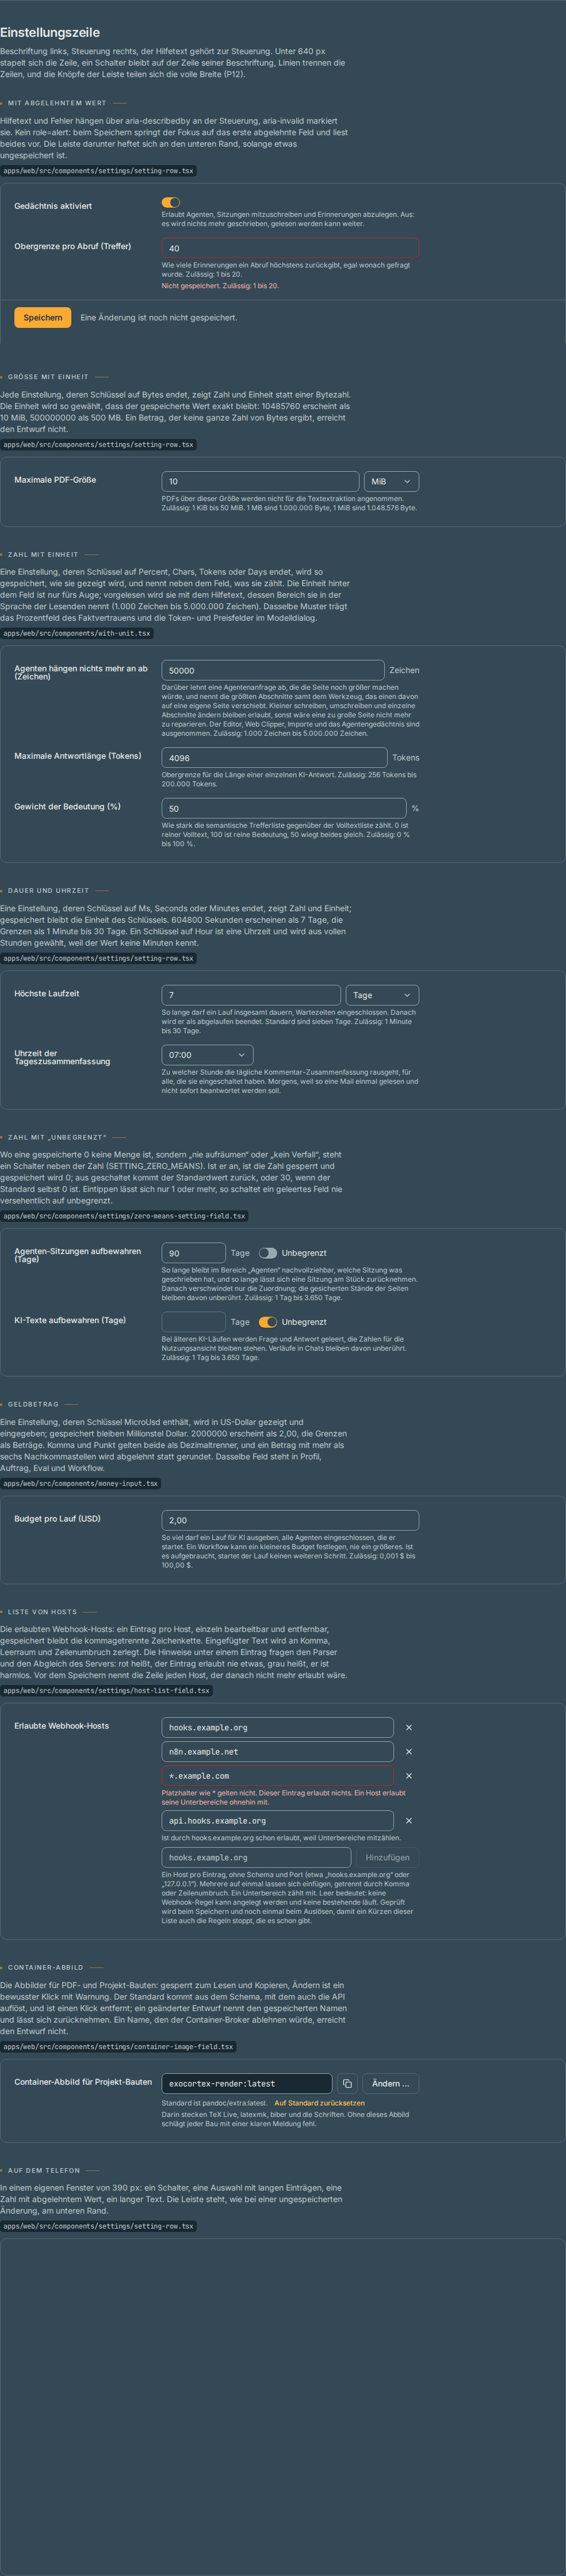 Einstellungszeile
Beschriftung links, Steuerung rechts, der Hilfetext gehört zur Steuerung. Unter 640 px
stapelt sich die Zeile, ein Schalter bleibt auf der Zeile seiner Beschriftung, Linien trennen die
Zeilen, und die Knöpfe der Leiste teilen sich die volle Breite (P12).
MIT ABGELEHNTEM WERT
Hilfetext und Fehler hängen über aria-describedby an der Steuerung, aria-invalid markiert
sie. Kein role=alert: beim Speichern springt der Fokus auf das erste abgelehnte Feld und liest
beides vor. Die Leiste darunter heftet sich an den unteren Rand, solange etwas
ungespeichert ist.
apps/web/src/components/settings/setting-row.tsx
Gedächtnis aktiviert
Erlaubt Agenten, Sitzungen mitzuschreiben und Erinnerungen abzulegen. Aus:
es wird nichts mehr geschrieben, gelesen werden kann weiter.
Obergrenze pro Abruf (Treffer)
40
Wie viele Erinnerungen ein Abruf höchstens zurückgibt, egal wonach gefragt
wurde. Zulässig: 1 bis 20.
Nicht gespeichert. Zulässig: 1 bis 20.
Speichern
Eine Änderung ist noch nicht gespeichert.
GRÖSSE MIT EINHEIT
Jede Einstellung, deren Schlüssel auf Bytes endet, zeigt Zahl und Einheit statt einer Bytezahl.
Die Einheit wird so gewählt, dass der gespeicherte Wert exakt bleibt: 10485760 erscheint als
10 MiB, 500000000 als 500 MB. Ein Betrag, der keine ganze Zahl von Bytes ergibt, erreicht
den Entwurf nicht.
apps/web/src/components/settings/setting-row.tsx
Maximale PDF-Größe
10
MiB
PDFs über dieser Größe werden nicht für die Textextraktion angenommen.
Zulässig: 1 KiB bis 50 MiB. 1 MB sind 1.000.000 Byte, 1 MiB sind 1.048.576 Byte.
ZAHL MIT EINHEIT
Eine Einstellung, deren Schlüssel auf Percent, Chars, Tokens oder Days endet, wird so
gespeichert, wie sie gezeigt wird, und nennt neben dem Feld, was sie zählt. Die Einheit hinter
dem Feld ist nur fürs Auge; vorgelesen wird sie mit dem Hilfetext, dessen Bereich sie in der
Sprache der Lesenden nennt (1.000 Zeichen bis 5.000.000 Zeichen). Dasselbe Muster trägt
das Prozentfeld des Faktvertrauens und die Token- und Preisfelder im Modelldialog.
apps/web/src/components/with-unit.tsx
Agenten hängen nichts mehr an ab
(Zeichen)
50000
Zeichen
Darüber lehnt eine Agentenanfrage ab, die die Seite noch größer machen
würde, und nennt die größten Abschnitte samt dem Werkzeug, das einen davon
auf eine eigene Seite verschiebt. Kleiner schreiben, umschreiben und einzelne
Abschnitte ändern bleiben erlaubt, sonst wäre eine zu große Seite nicht mehr
zu reparieren. Der Editor, Web Clipper, Importe und das Agentengedächtnis sind
ausgenommen. Zulässig: 1.000 Zeichen bis 5.000.000 Zeichen.
Maximale Antwortlänge (Tokens)
4096
Tokens
Obergrenze für die Länge einer einzelnen KI-Antwort. Zulässig: 256 Tokens bis
200.000 Tokens.
Gewicht der Bedeutung (%)
50
%
Wie stark die semantische Trefferliste gegenüber der Volltextliste zählt. 0 ist
reiner Volltext, 100 ist reine Bedeutung, 50 wiegt beides gleich. Zulässig: 0 %
bis 100 %.
DAUER UND UHRZEIT
Eine Einstellung, deren Schlüssel auf Ms, Seconds oder Minutes endet, zeigt Zahl und Einheit;
gespeichert bleibt die Einheit des Schlüssels. 604800 Sekunden erscheinen als 7 Tage, die
Grenzen als 1 Minute bis 30 Tage. Ein Schlüssel auf Hour ist eine Uhrzeit und wird aus vollen
Stunden gewählt, weil der Wert keine Minuten kennt.
apps/web/src/components/settings/setting-row.tsx
Höchste Laufzeit
7
Tage
So lange darf ein Lauf insgesamt dauern, Wartezeiten eingeschlossen. Danach
wird er als abgelaufen beendet. Standard sind sieben Tage. Zulässig: 1 Minute
bis 30 Tage.
Uhrzeit der
Tageszusammenfassung
07:00
Zu welcher Stunde die tägliche Kommentar-Zusammenfassung rausgeht, für
alle, die sie eingeschaltet haben. Morgens, weil so eine Mail einmal gelesen und
nicht sofort beantwortet werden soll.
ZAHL MIT „UNBEGRENZT“
Wo eine gespeicherte 0 keine Menge ist, sondern „nie aufräumen“ oder „kein Verfall“, steht
ein Schalter neben der Zahl (SETTING_ZERO_MEANS). Ist er an, ist die Zahl gesperrt und
gespeichert wird 0; aus geschaltet kommt der Standardwert zurück, oder 30, wenn der
Standard selbst 0 ist. Eintippen lässt sich nur 1 oder mehr, so schaltet ein geleertes Feld nie
versehentlich auf unbegrenzt.
apps/web/src/components/settings/zero-means-setting-field.tsx
Agenten-Sitzungen aufbewahren
(Tage)
90
Tage
Unbegrenzt
So lange bleibt im Bereich „Agenten“ nachvollziehbar, welche Sitzung was
geschrieben hat, und so lange lässt sich eine Sitzung am Stück zurücknehmen.
Danach verschwindet nur die Zuordnung; die gesicherten Stände der Seiten
bleiben davon unberührt. Zulässig: 1 Tag bis 3.650 Tage.
KI-Texte aufbewahren (Tage)
Tage
Unbegrenzt
Bei älteren KI-Läufen werden Frage und Antwort geleert, die Zahlen für die
Nutzungsansicht bleiben stehen. Verläufe in Chats bleiben davon unberührt.
Zulässig: 1 Tag bis 3.650 Tage.
GELDBETRAG
Eine Einstellung, deren Schlüssel MicroUsd enthält, wird in US-Dollar gezeigt und
eingegeben; gespeichert bleiben Millionstel Dollar. 2000000 erscheint als 2,00, die Grenzen
als Beträge. Komma und Punkt gelten beide als Dezimaltrenner, und ein Betrag mit mehr als
sechs Nachkommastellen wird abgelehnt statt gerundet. Dasselbe Feld steht in Profil,
Auftrag, Eval und Workflow.
apps/web/src/components/money-input.tsx
Budget pro Lauf (USD)
2,00
So viel darf ein Lauf für KI ausgeben, alle Agenten eingeschlossen, die er
startet. Ein Workflow kann ein kleineres Budget festlegen, nie ein größeres. Ist
es aufgebraucht, startet der Lauf keinen weiteren Schritt. Zulässig: 0,001 $ bis
100,00 $.
LISTE VON HOSTS
Die erlaubten Webhook-Hosts: ein Eintrag pro Host, einzeln bearbeitbar und entfernbar,
gespeichert bleibt die kommagetrennte Zeichenkette. Eingefügter Text wird an Komma,
Leerraum und Zeilenumbruch zerlegt. Die Hinweise unter einem Eintrag fragen den Parser
und den Abgleich des Servers: rot heißt, der Eintrag erlaubt nie etwas, grau heißt, er ist
harmlos. Vor dem Speichern nennt die Zeile jeden Host, der danach nicht mehr erlaubt wäre.
apps/web/src/components/settings/host-list-field.tsx
Erlaubte Webhook-Hosts
hooks.example.org
n8n.example.net
*.example.com
Platzhalter wie * gelten nicht. Dieser Eintrag erlaubt nichts. Ein Host erlaubt
seine Unterbereiche ohnehin mit.
api.hooks.example.org
Ist durch hooks.example.org schon erlaubt, weil Unterbereiche mitzählen.
hooks.example.org
Hinzufügen
Ein Host pro Eintrag, ohne Schema und Port (etwa „hooks.example.org“ oder
„127.0.0.1“). Mehrere auf einmal lassen sich einfügen, getrennt durch Komma
oder Zeilenumbruch. Ein Unterbereich zählt mit. Leer bedeutet: keine
Webhook-Regel kann angelegt werden und keine bestehende läuft. Geprüft
wird beim Speichern und noch einmal beim Auslösen, damit ein Kürzen dieser
Liste auch die Regeln stoppt, die es schon gibt.
CONTAINER-ABBILD
Die Abbilder für PDF- und Projekt-Bauten: gesperrt zum Lesen und Kopieren, Ändern ist ein
bewusster Klick mit Warnung. Der Standard kommt aus dem Schema, mit dem auch die API
auflöst, und ist einen Klick entfernt; ein geänderter Entwurf nennt den gespeicherten Namen
und lässt sich zurücknehmen. Ein Name, den der Container-Broker ablehnen würde, erreicht
den Entwurf nicht.
apps/web/src/components/settings/container-image-field.tsx
Container-Abbild für Projekt-Bauten
exocortex-render:latest
Ändern …
Standard ist pandoc/extra:latest.
Auf Standard zurücksetzen
Darin stecken TeX Live, latexmk, biber und die Schriften. Ohne dieses Abbild
schlägt jeder Bau mit einer klaren Meldung fehl.
AUF DEM TELEFON
In einem eigenen Fenster von 390 px: ein Schalter, eine Auswahl mit langen Einträgen, eine
Zahl mit abgelehntem Wert, ein langer Text. Die Leiste steht, wie bei einer ungespeicherten
Änderung, am unteren Rand.
apps/web/src/components/settings/setting-row.tsx